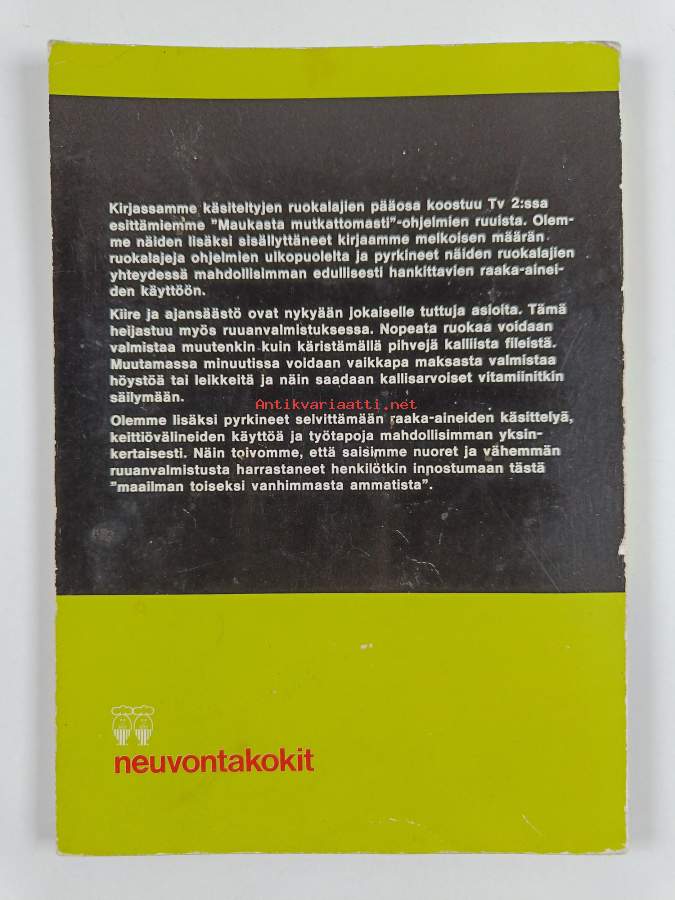 Kirjassamme käsiteltyjen ruokalajien pääosa koostuu Tv 2:ssa
esittämiemme ”Maukasta mutkattomasti”-ohjelmien ruuista. Olem-
me näiden lisäksi sisällyttäneet kirjaamme melkoisen määrän
ruokalajeja ohjelmien ulkopuolelta ja pyrkineet näiden ruokalajien
yhteydessä mahdollisimman edullisesti hankittavien raaka-ainei-
den käyttöön.
Kiire ja ajansäästö ovat nykyään jokaiselle tuttuja asioita. Tämä
heijastuu myös ruuanvalmistuksessa. Nopeata ruokaa voidaan
valmistaa muutenkin kuin käristämällä pihvejä kalliista fileistä.
Muutamassa minuutissa voidaan vaikkapa maksasta valmistaa
höystöä tai leikkeitä ja näin saadaan kallisarvoiset vitamiinitkin
säilymään.
Antikvariaatti.net
Olemme lisäksi pyrkineet selvittämään raaka-aineiden käsittelyä,
keittiövälineiden käyttöä ja työtapoja mahdollisimman yksin-
kertaisesti. Näin toivomme, että saisimme nuoret ja vähemmän
ruuanvalmistusta harrastaneet henkilötkin innostumaan tästä
”maailman toiseksi vanhimmasta ammatista”.
neuvontakokit